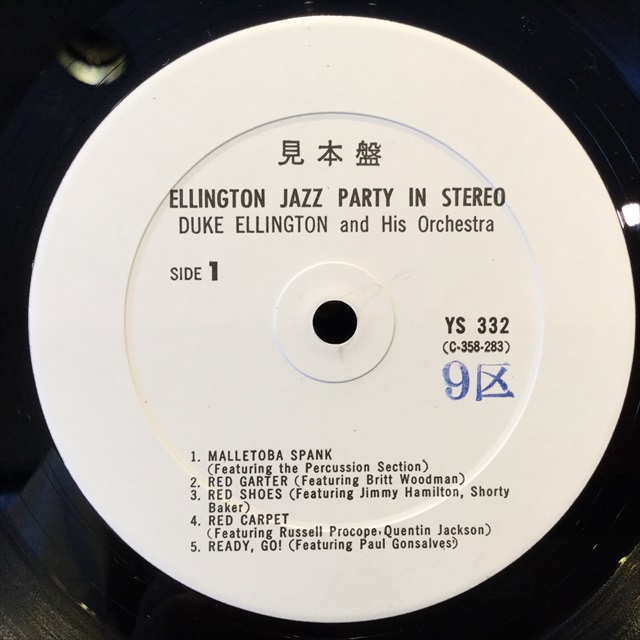 見本盤
ELLINGTON JAZZ PARTY IN STEREO
DUKE ELLINGTON and His Orchestra
SIDE 1
YS 332
(C-358-283)
9区
1. MALLETOBA SPANK
(Featuring the Percussion Section)
2. RED GARTER (Featuring Britt Woodman)
3. RED SHOES (Featuring Jimmy Hamilton, Shorty
Baker)
4. RED CARPET
(Featuring Russell Procope·Quentin Jackson)
5. READY, GO! (Featuring Paul Gonsalves)